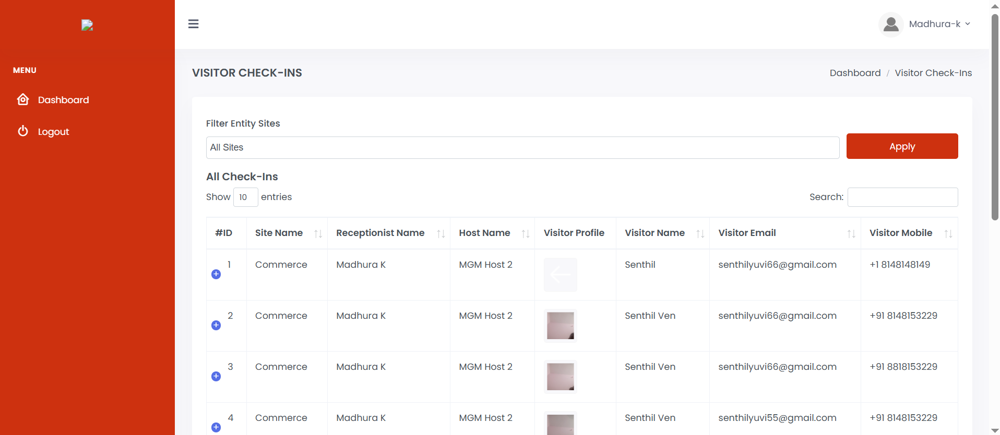 Madhura-k
MENU
Dashboard
Logout
VISITOR CHECK-INS
Dashboard / Visitor Check-Ins
Filter Entity Sites
All Sites
Apply
All Check-Ins
Show 10 entries
Search:
#ID Site Name Receptionist Name Host Name Visitor Profile Visitor Name Visitor Email Visitor Mobile
1 Commerce Madhura K MGM Host 2 Senthil senthilyuvi66@gmail.com +1 8148148149
2 Commerce Madhura K MGM Host 2 Senthil Ven senthilyuvi66@gmail.com +91 8148153229
3 Commerce Madhura K MGM Host 2 Senthil Ven senthilyuvi66@gmail.com +91 8818153229
4 Commerce Madhura K MGM Host 2 Senthil Ven senthilyuvi55@gmail.com +91 8148153229